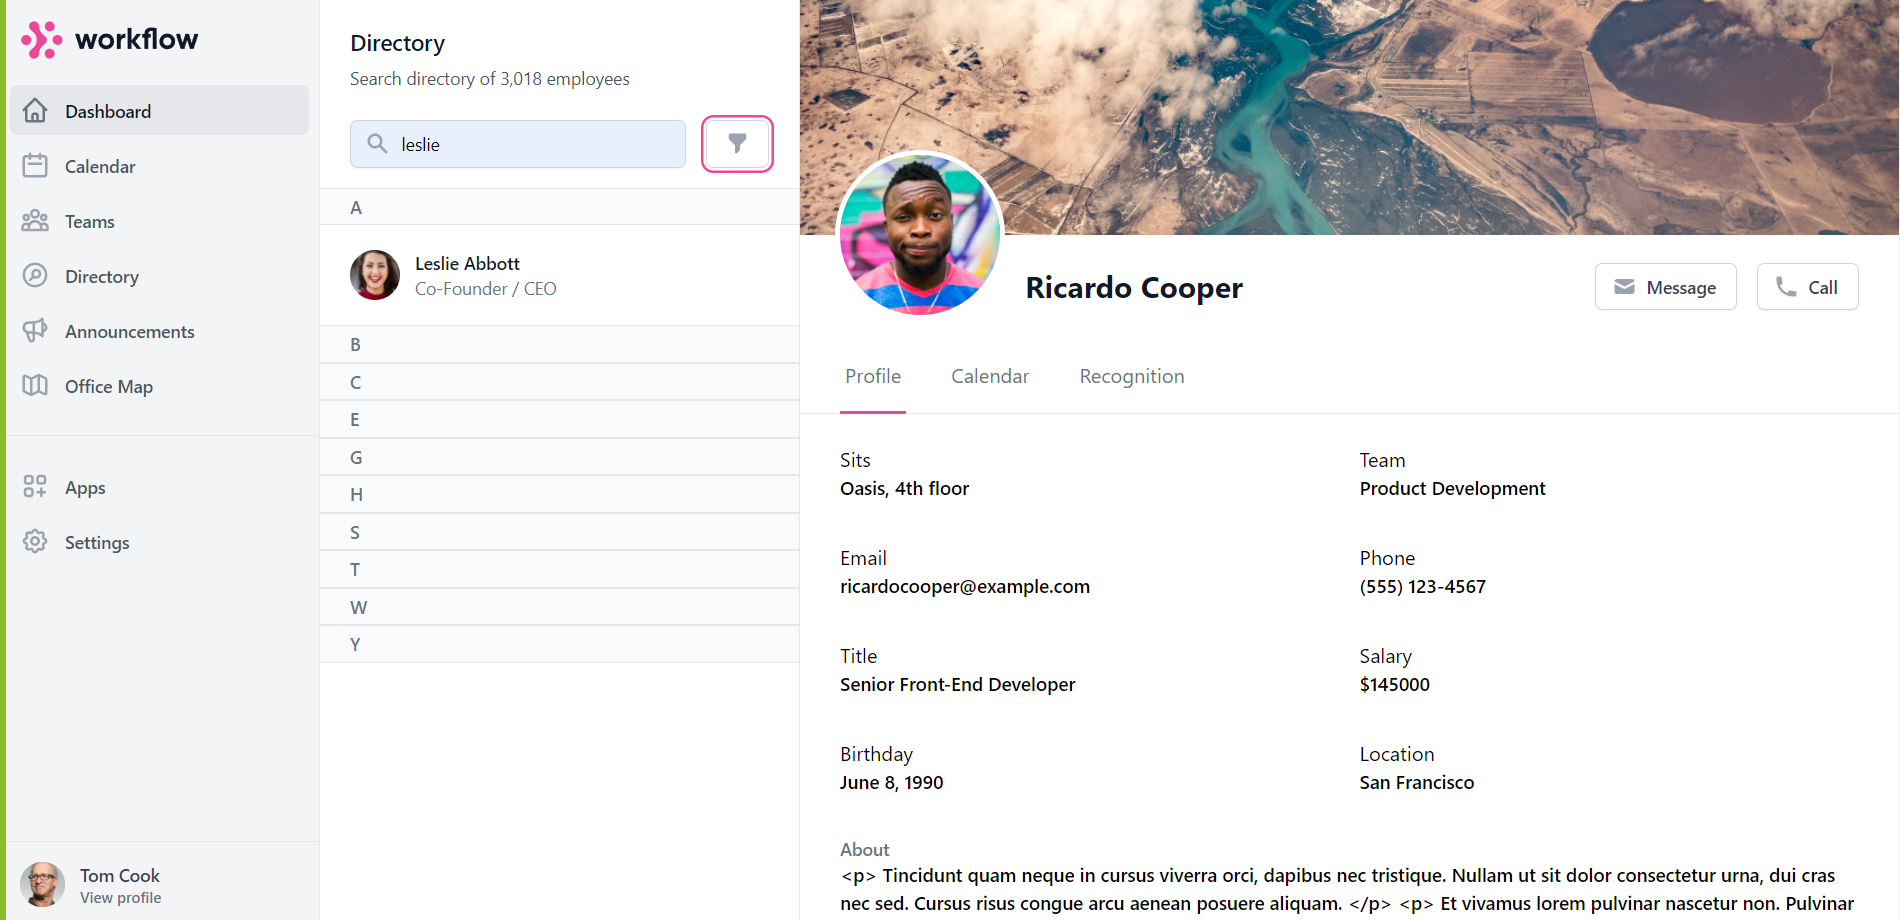 workflow
Dashboard
Calendar
Teams
Directory
Announcements
Office Map
Apps
Settings
Tom Cook
View profile
Directory
Search directory of 3,018 employees
leslie
A
Leslie Abbott
Co-Founder / CEO
B
C
E
G
H
S
T
W
Y
Ricardo Cooper
Message
Call
Profile
Calendar
Recognition
Sits
Oasis, 4th floor
Team
Product Development
Email
ricardocooper@example.com
Phone
(555) 123-4567
Title
Senior Front-End Developer
Salary
$145000
Birthday
June 8, 1990
Location
San Francisco
About
<p> Tincidunt quam neque in cursus viverra orci, dapibus nec tristique. Nullam ut sit dolor consectetur urna, dui cras
nec sed. Cursus risus congue arcu aenean posuere aliquam. </p> <p> Et vivamus lorem pulvinar nascetur non. Pulvinar